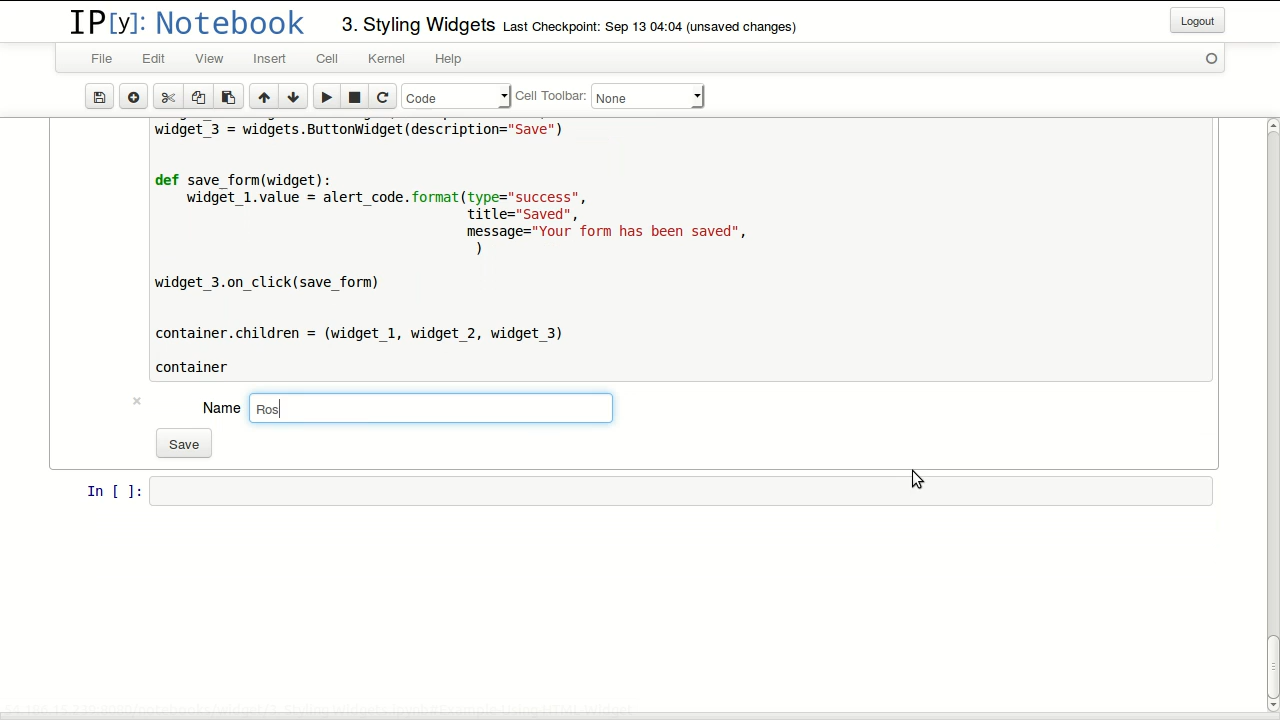 IP[y]: Notebook 3. Styling Widgets Last Checkpoint: Sep 13 04:04 (unsaved changes) Logout
File Edit View Insert Cell Kernel Help
Code Cell Toolbar: None
widget_3 = widgets.ButtonWidget(description="Save")
def save_form(widget):
widget_1.value = alert_code.format(type="success",
title="Saved",
message="Your form has been saved",
)
widget_3.on_click(save_form)
container.children = (widget_1, widget_2, widget_3)
container
× Name Ros
Save
In [ ]: